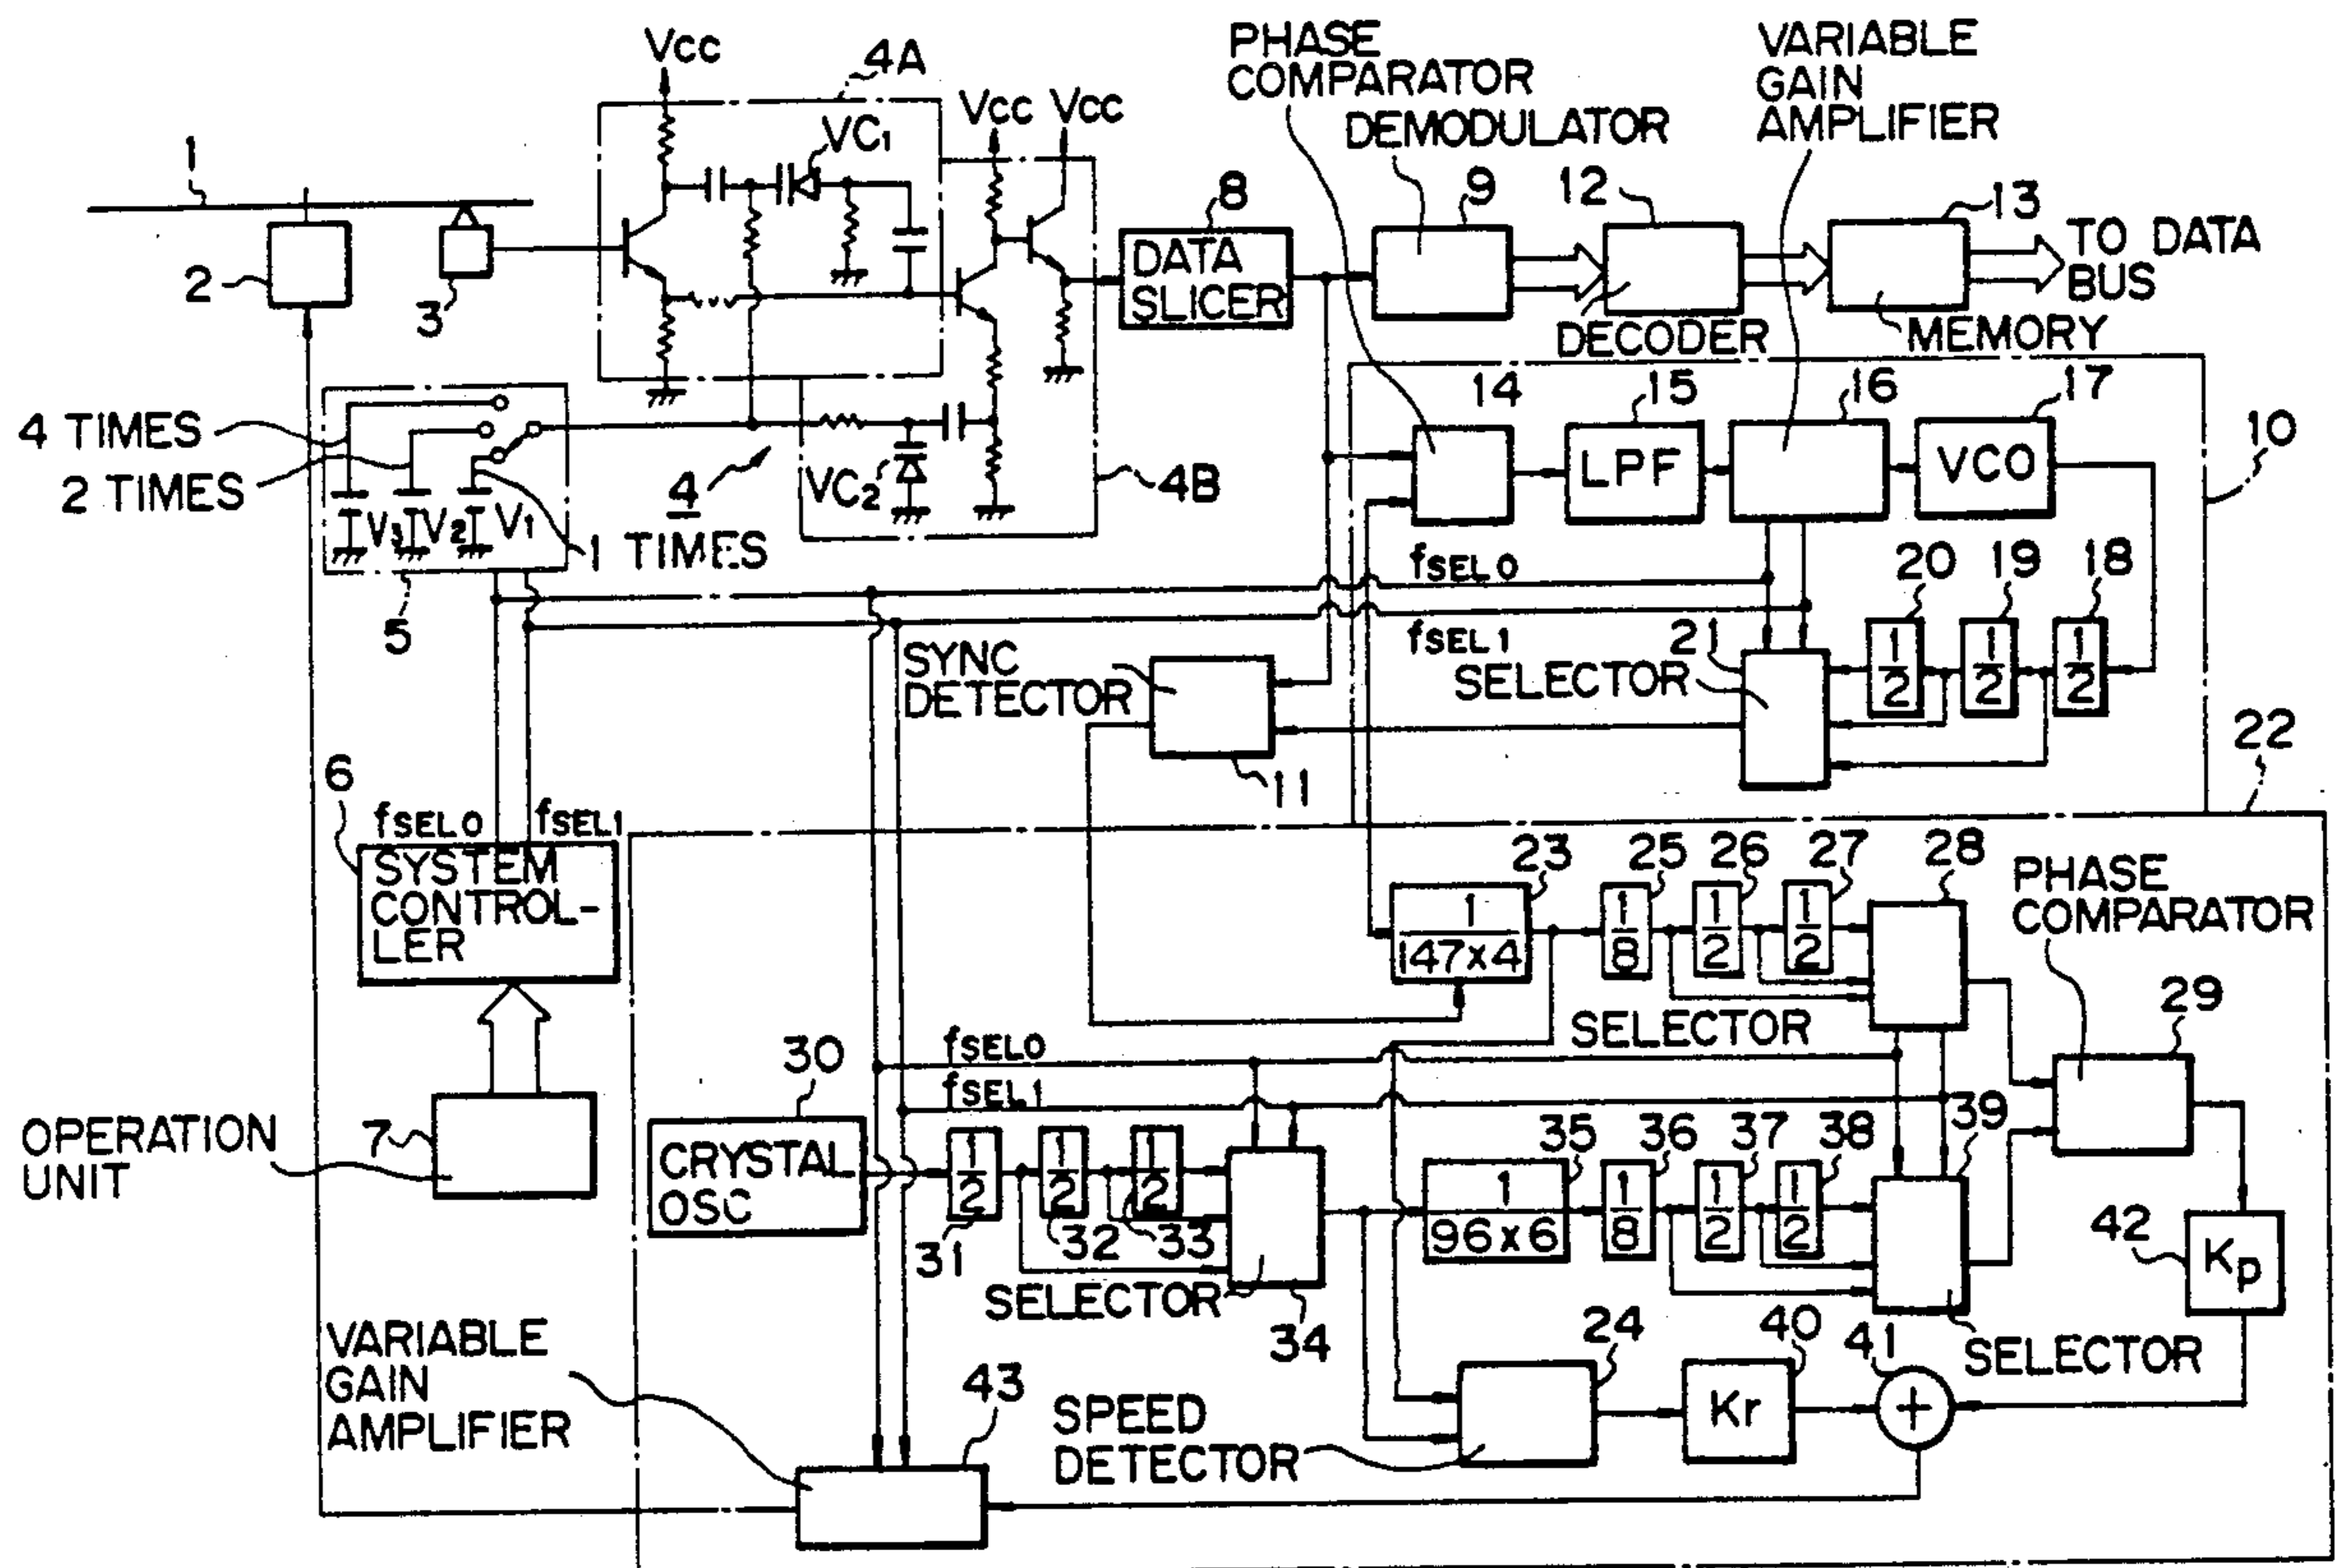 Vcc
4A
PHASE
COMPARATOR
VARIABLE
GAIN
AMPLIFIER
Vcc Vcc
VC1
DEMODULATOR
1
8
9
12
13
2
3
DATA
SLICER
TO DATA
BUS
DECODER
MEMORY
14
15
16
17
10
4 TIMES
2 TIMES
V3 V2 V1
1 TIMES
4
VC2
4B
LPF
VCO
5
fSEL0
fSEL1
20
19
18
1/2
1/2
1/2
21
SELECTOR
SYNC
DETECTOR
11
22
6
fSEL0
fSEL1
SYSTEM
CONTROL-
LER
23
25
26
27
28
1/147x4
1/8
1/2
1/2
PHASE
COMPARATOR
29
SELECTOR
fSEL0
fSEL1
30
OPERATION
UNIT
7
CRYSTAL
OSC
1/2
1/2
1/2
31
32
33
SELECTOR
34
35
36
37
38
39
1/96x6
1/8
1/2
1/2
42
Kp
SELECTOR
24
40
41
Kr
+
VARIABLE
GAIN
AMPLIFIER
43
SPEED
DETECTOR